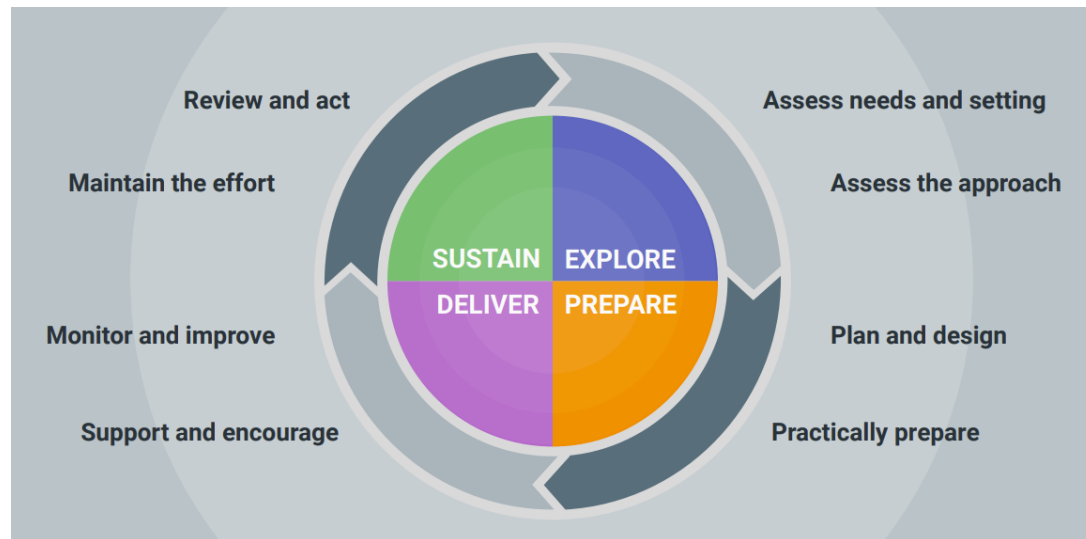 Review and act
Assess needs and setting
Maintain the effort
Assess the approach
SUSTAIN
EXPLORE
DELIVER
PREPARE
Monitor and improve
Plan and design
Support and encourage
Practically prepare